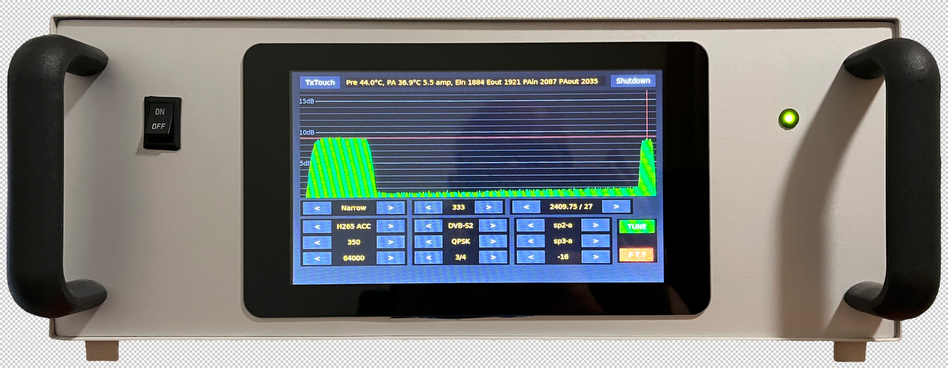 TxTouch Pre 44.0°C, PA 36.9°C 5.5 amp, EIn 1884 Eout 1921 PAin 2087 PAout 2035 Shutdown
15dB
10dB
5dB
ON
OFF
< Narrow > < 333 > < 2409.75 / 27 >
< H265 ACC > < DVB-S2 > < sp2-a > TUNE
< 350 > < QPSK > < sp3-a >
< 64000 > < 3/4 > < -16 > PTT